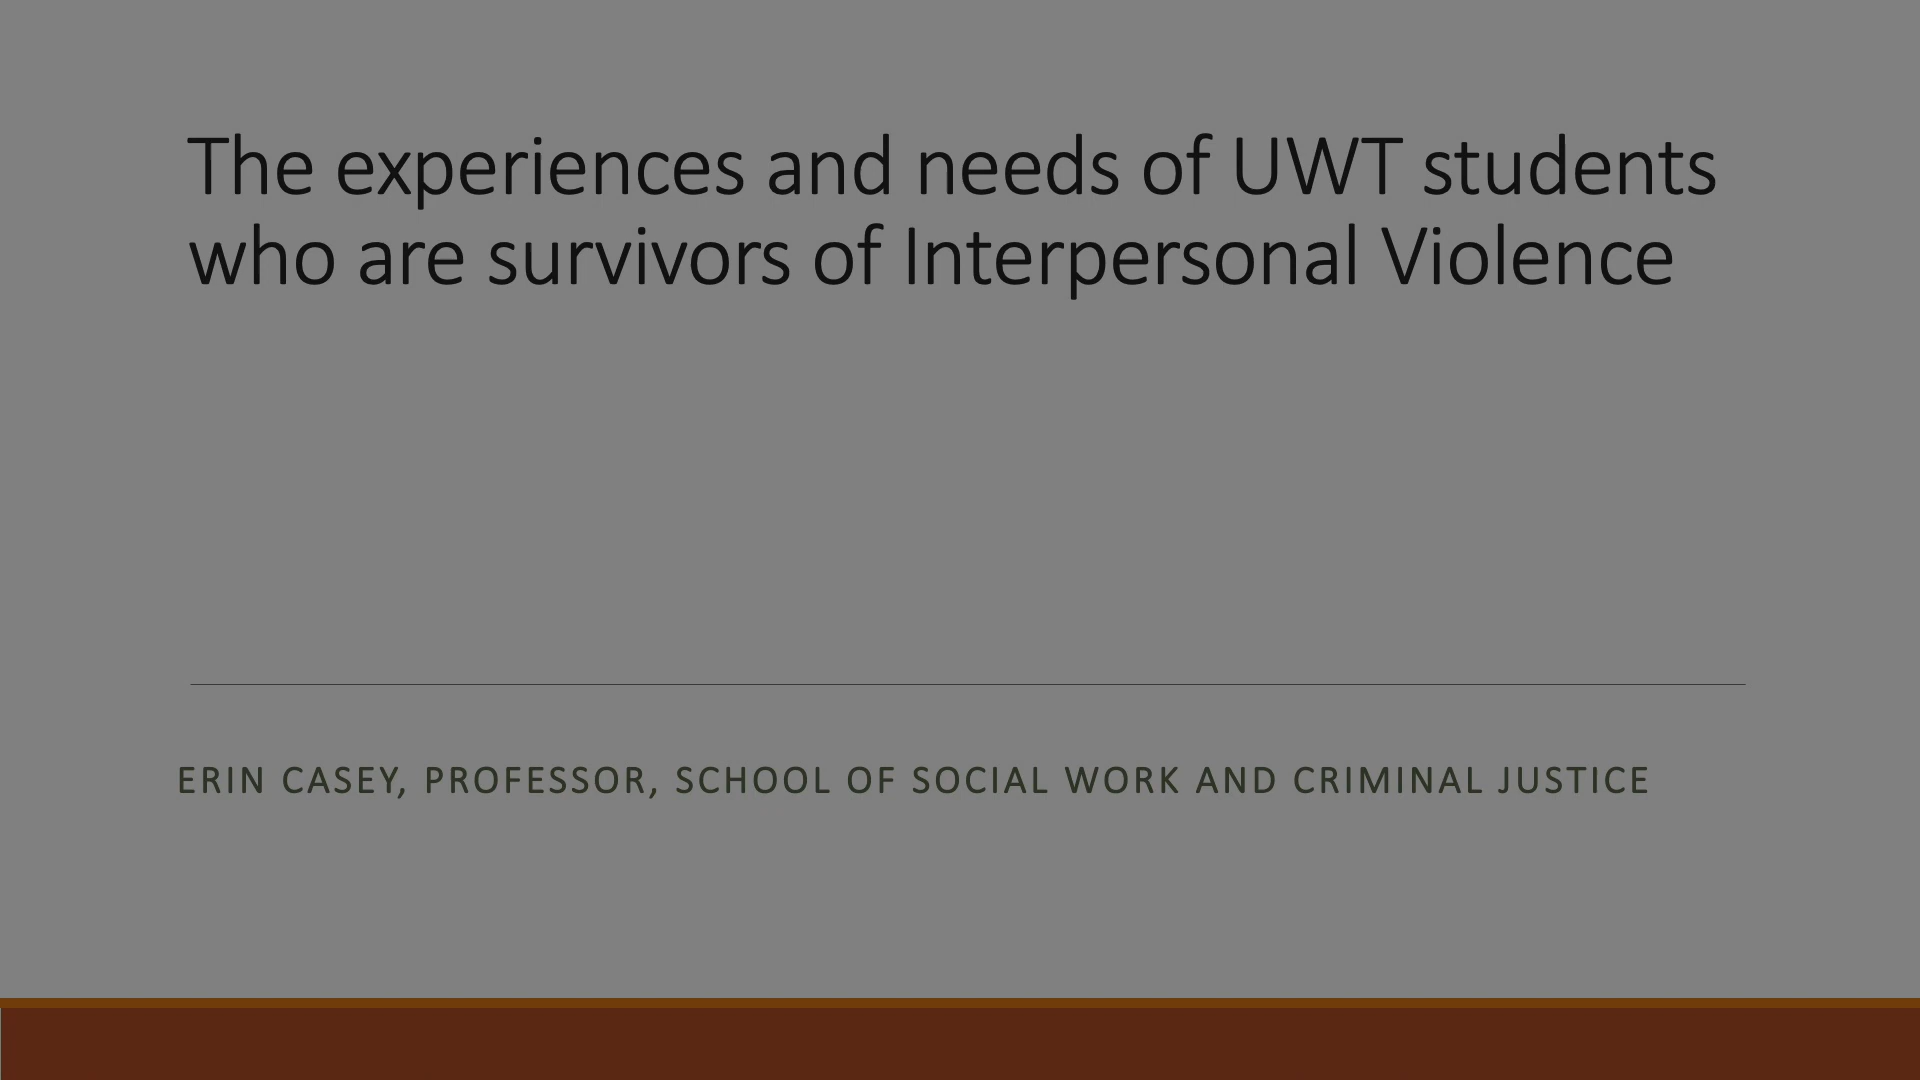 The experiences and needs of UWT students
who are survivors of Interpersonal Violence
ERIN CASEY, PROFESSOR, SCHOOL OF SOCIAL WORK AND CRIMINAL JUSTICE